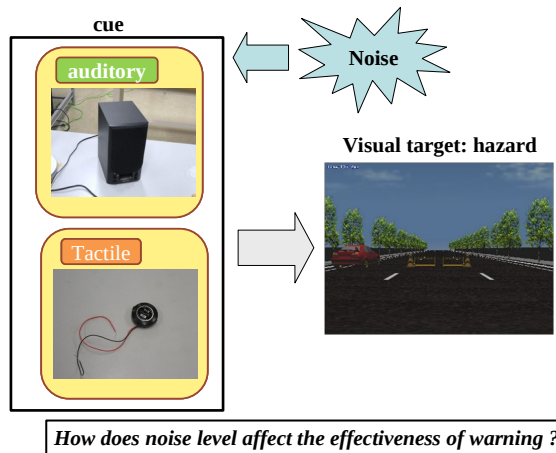 cue
auditory
Noise
Visual target: hazard
Tactile
How does noise level affect the effectiveness of warning ?